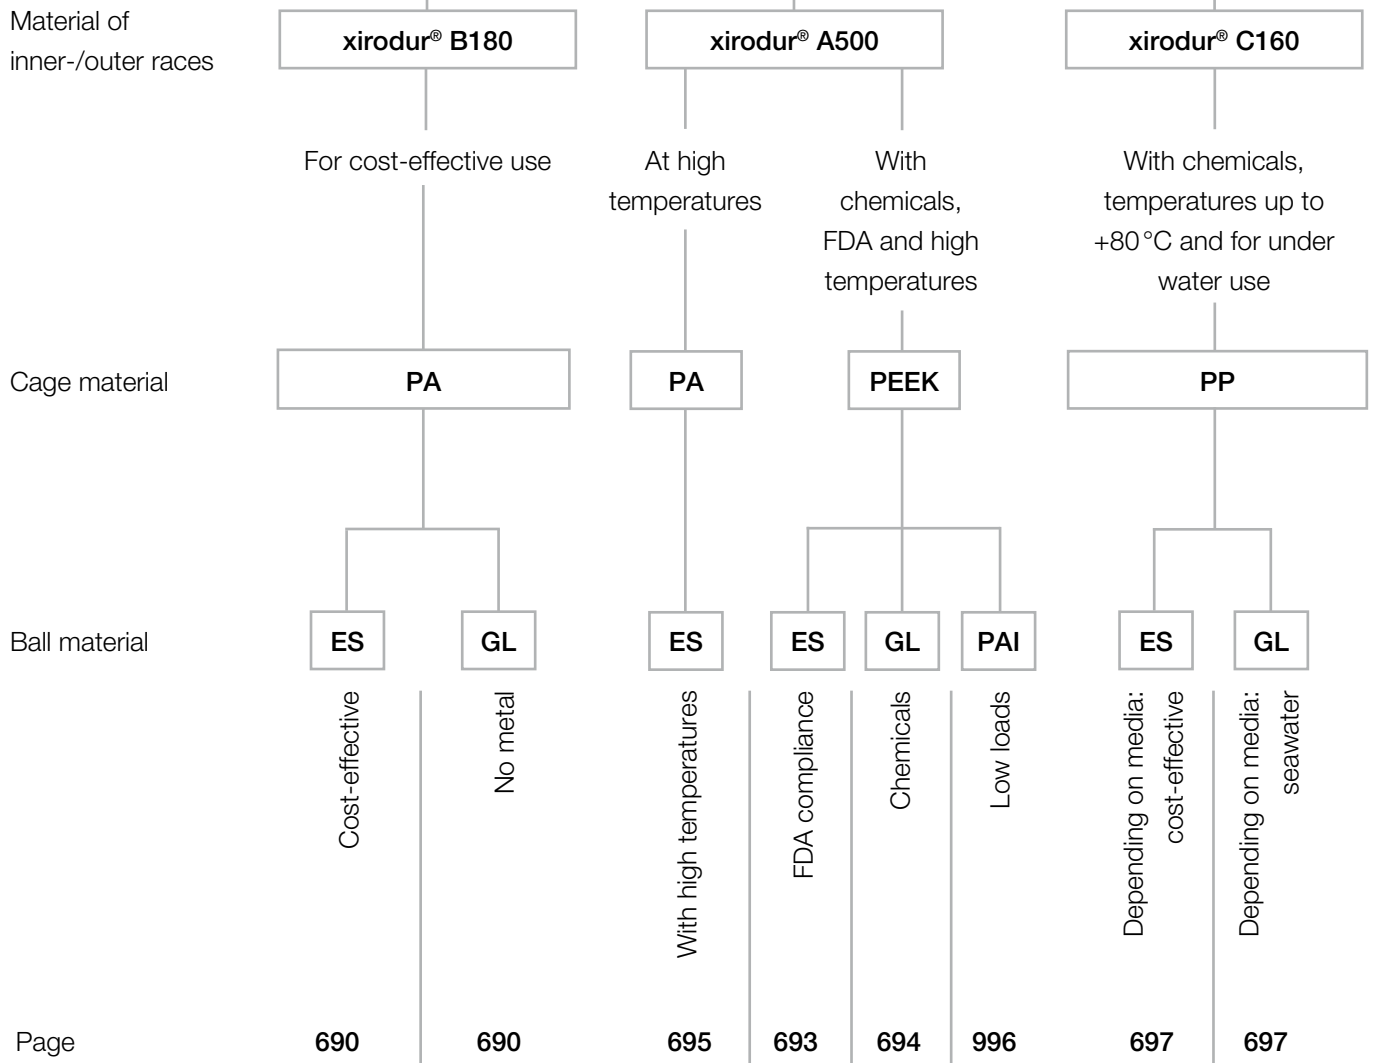 Material of
inner-/outer races
xirodur® B180
xirodur® A500
xirodur® C160
For cost-effective use
At high
temperatures
With
chemicals,
FDA and high
temperatures
With chemicals,
temperatures up to
+80 °C and for under
water use
Cage material
PA
PA
PEEK
PP
Ball material
ES
GL
ES
ES
GL
PAI
ES
GL
Cost-effective
No metal
With high temperatures
FDA compliance
Chemicals
Low loads
Depending on media:
cost-effective
Depending on media:
seawater
Page
690
690
695
693
694
996
697
697